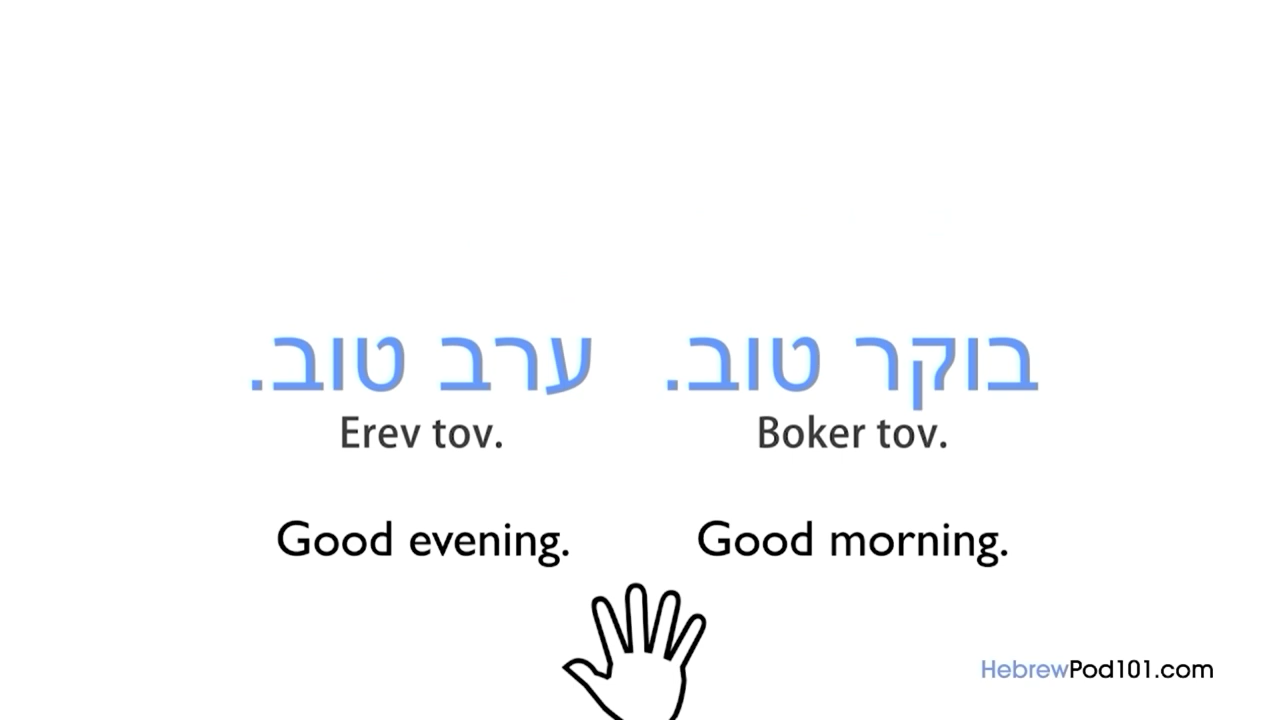 בוקר טוב.
Boker tov.
Good morning.
ערב טוב.
Erev tov.
Good evening.
HebrewPod101.com